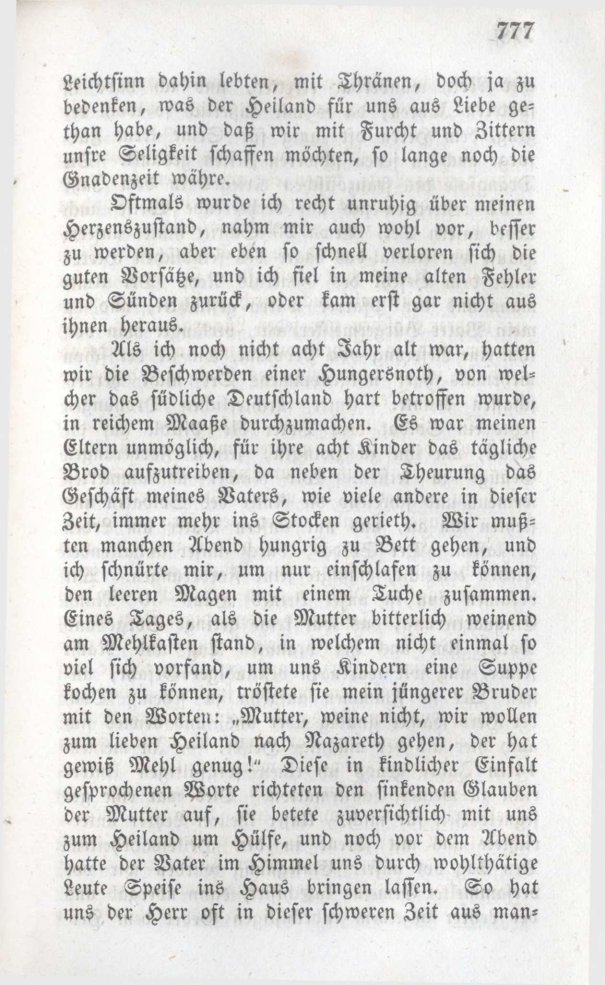 777
Leichtsinn dahin lebten, mit Thränen, doch ja zu
bedenken, was der Heiland für uns aus Liebe ge-
than habe, und daß wir mit Furcht und Zittern
unsre Seligkeit schaffen möchten, so lange noch die
Gnadenzeit währe.
Oftmals wurde ich recht unruhig über meinen
Herzenszustand, nahm mir auch wohl vor, besser
zu werden, aber eben so schnell verloren sich die
guten Vorsätze, und ich fiel in meine alten Fehler
und Sünden zurück, oder kam erst gar nicht aus
ihnen heraus.
Als ich noch nicht acht Jahr alt war, hatten
wir die Beschwerden einer Hungersnoth, von wel-
cher das südliche Deutschland hart betroffen wurde,
in reichem Maaße durchzumachen. Es war meinen
Eltern unmöglich, für ihre acht Kinder das tägliche
Brod aufzutreiben, da neben der Theurung das
Geschäft meines Vaters, wie viele andere in dieser
Zeit, immer mehr ins Stocken gerieth. Wir muß-
ten manchen Abend hungrig zu Bett gehen, und
ich schnürte mir, um nur einschlafen zu können,
den leeren Magen mit einem Tuche zusammen.
Eines Tages, als die Mutter bitterlich weinend
am Mehlkasten stand, in welchem nicht einmal so
viel sich vorfand, um uns Kindern eine Suppe
kochen zu können, tröstete sie mein jüngerer Bruder
mit den Worten: „Mutter, weine nicht, wir wollen
zum lieben Heiland nach Nazareth gehen, der hat
gewiß Mehl genug!“ Diese in kindlicher Einfalt
gesprochenen Worte richteten den sinkenden Glauben
der Mutter auf, sie betete zuversichtlich mit uns
zum Heiland um Hülfe, und noch vor dem Abend
hatte der Vater im Himmel uns durch wohlthätige
Leute Speise ins Haus bringen lassen. So hat
uns der Herr oft in dieser schweren Zeit aus man-